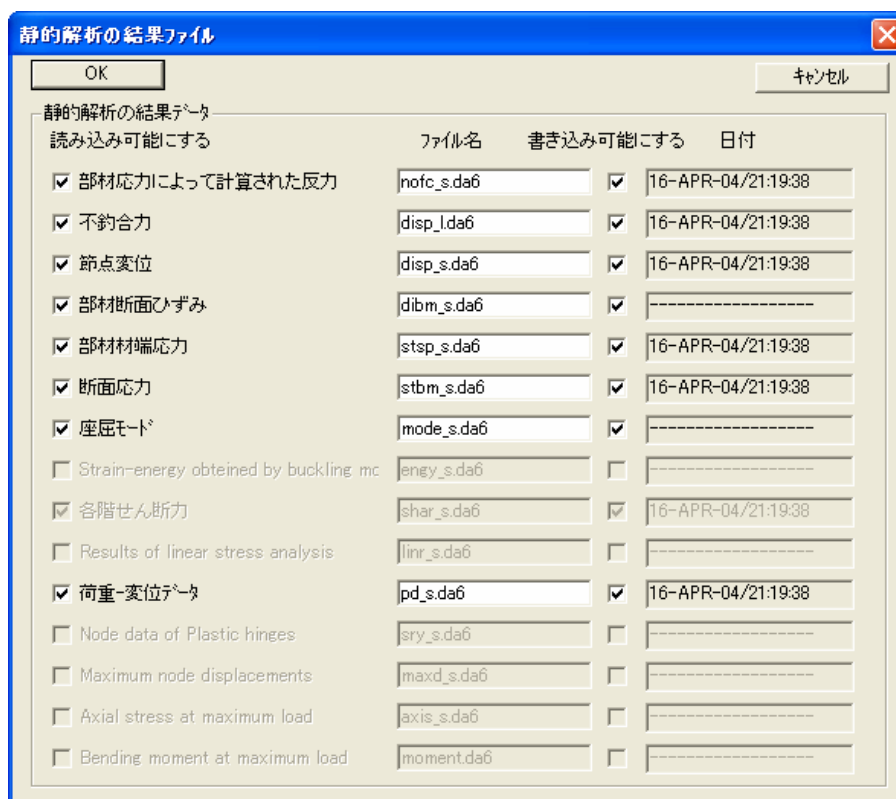 静的解析の結果ファイル
OK キャンセル
静的解析の結果データ
読み込み可能にする ファイル名 書き込み可能にする 日付
部材応力によって計算された反力 nofc_s.da6 16-APR-04/21:19:38
不釣合力 disp_l.da6 16-APR-04/21:19:38
節点変位 disp_s.da6 16-APR-04/21:19:38
部材断面ひずみ dibm_s.da6 ------------------
部材材端応力 stsp_s.da6 16-APR-04/21:19:38
断面応力 stbm_s.da6 16-APR-04/21:19:38
座屈モード mode_s.da6 ------------------
Strain-energy obteined by buckling mc engy_s.da6 ------------------
各階せん断力 shar_s.da6 16-APR-04/21:19:38
Results of linear stress analysis linr_s.da6 ------------------
荷重-変位データ pd_s.da6 16-APR-04/21:19:38
Node data of Plastic hinges sry_s.da6 ------------------
Maximum node displacements maxd_s.da6 ------------------
Axial stress at maximum load axis_s.da6 ------------------
Bending moment at maximum load moment.da6 ------------------